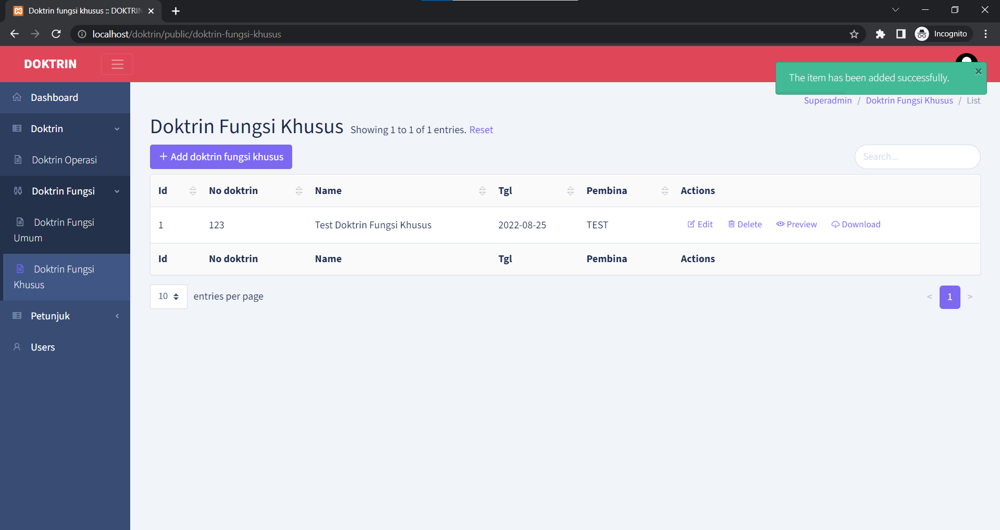 Doktrin fungsi khusus :: DOKTRIN
localhost/doktrin/public/doktrin-fungsi-khusus
Incognito
DOKTRIN
The item has been added successfully.
Superadmin / Doktrin Fungsi Khusus / List
Dashboard
Doktrin
Doktrin Operasi
Doktrin Fungsi
Doktrin Fungsi
Umum
Doktrin Fungsi
Khusus
Petunjuk
Users
Doktrin Fungsi Khusus Showing 1 to 1 of 1 entries. Reset
+ Add doktrin fungsi khusus
Search...
Id No doktrin Name Tgl Pembina Actions
1 123 Test Doktrin Fungsi Khusus 2022-08-25 TEST Edit Delete Preview Download
Id No doktrin Name Tgl Pembina Actions
10 entries per page
< 1 >